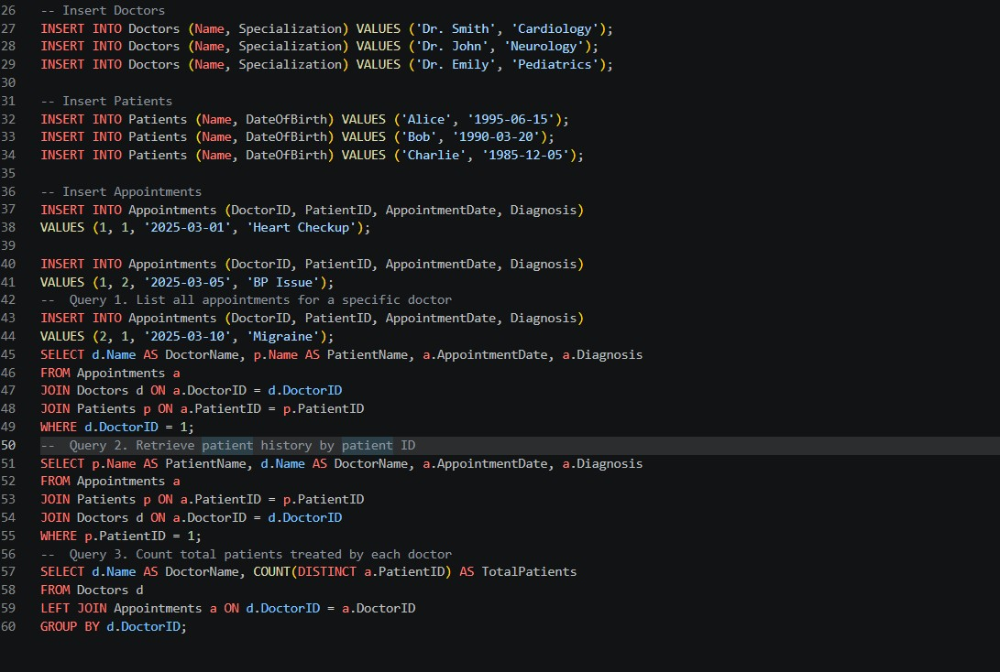 26 -- Insert Doctors
27 INSERT INTO Doctors (Name, Specialization) VALUES ('Dr. Smith', 'Cardiology');
28 INSERT INTO Doctors (Name, Specialization) VALUES ('Dr. John', 'Neurology');
29 INSERT INTO Doctors (Name, Specialization) VALUES ('Dr. Emily', 'Pediatrics');
30
31 -- Insert Patients
32 INSERT INTO Patients (Name, DateOfBirth) VALUES ('Alice', '1995-06-15');
33 INSERT INTO Patients (Name, DateOfBirth) VALUES ('Bob', '1990-03-20');
34 INSERT INTO Patients (Name, DateOfBirth) VALUES ('Charlie', '1985-12-05');
35
36 -- Insert Appointments
37 INSERT INTO Appointments (DoctorID, PatientID, AppointmentDate, Diagnosis)
38 VALUES (1, 1, '2025-03-01', 'Heart Checkup');
39
40 INSERT INTO Appointments (DoctorID, PatientID, AppointmentDate, Diagnosis)
41 VALUES (1, 2, '2025-03-05', 'BP Issue');
42 --  Query 1. List all appointments for a specific doctor
43 INSERT INTO Appointments (DoctorID, PatientID, AppointmentDate, Diagnosis)
44 VALUES (2, 1, '2025-03-10', 'Migraine');
45 SELECT d.Name AS DoctorName, p.Name AS PatientName, a.AppointmentDate, a.Diagnosis
46 FROM Appointments a
47 JOIN Doctors d ON a.DoctorID = d.DoctorID
48 JOIN Patients p ON a.PatientID = p.PatientID
49 WHERE d.DoctorID = 1;
50 --  Query 2. Retrieve patient history by patient ID
51 SELECT p.Name AS PatientName, d.Name AS DoctorName, a.AppointmentDate, a.Diagnosis
52 FROM Appointments a
53 JOIN Patients p ON a.PatientID = p.PatientID
54 JOIN Doctors d ON a.DoctorID = d.DoctorID
55 WHERE p.PatientID = 1;
56 --  Query 3. Count total patients treated by each doctor
57 SELECT d.Name AS DoctorName, COUNT(DISTINCT a.PatientID) AS TotalPatients
58 FROM Doctors d
59 LEFT JOIN Appointments a ON d.DoctorID = a.DoctorID
60 GROUP BY d.DoctorID;